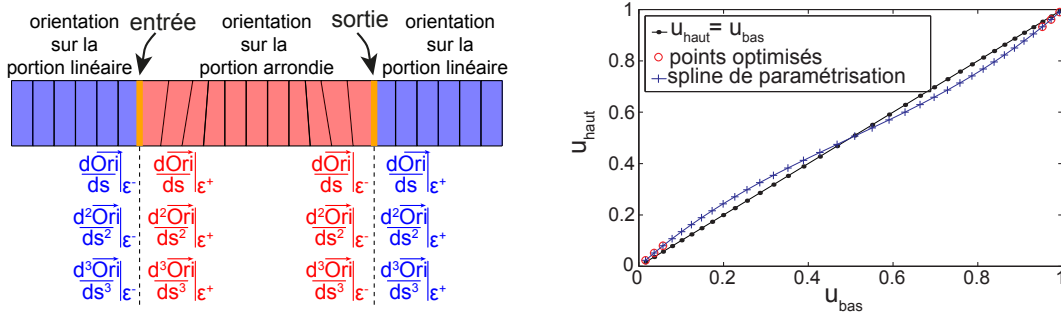 orientation sur la portion linéaire
entrée
orientation sur la portion arrondie
sortie
orientation sur la portion linéaire
dOri/ds|ε- dOri/ds|ε+ dOri/ds|ε- dOri/ds|ε+
d²Ori/ds²|ε- d²Ori/ds²|ε+ d²Ori/ds²|ε- d²Ori/ds²|ε+
d³Ori/ds³|ε- d³Ori/ds³|ε+ d³Ori/ds³|ε- d³Ori/ds³|ε+
u_haut = u_bas
points optimisés
spline de paramétrisation
u_haut
1
0.8
0.6
0.4
0.2
0
0 0.2 0.4 0.6 0.8 1
u_bas